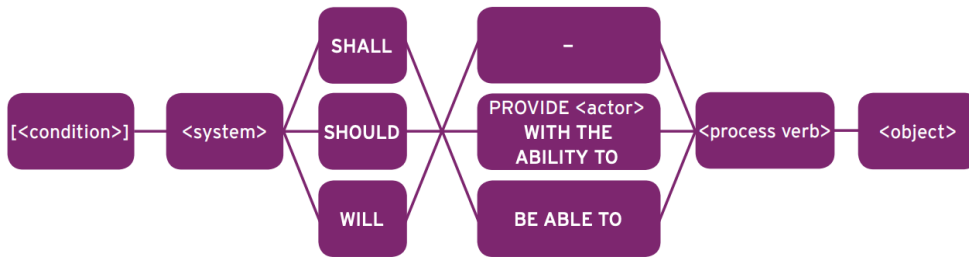 [<condition>]
<system>
SHALL
SHOULD
WILL
–
PROVIDE <actor>
WITH THE
ABILITY TO
BE ABLE TO
<process verb>
<object>